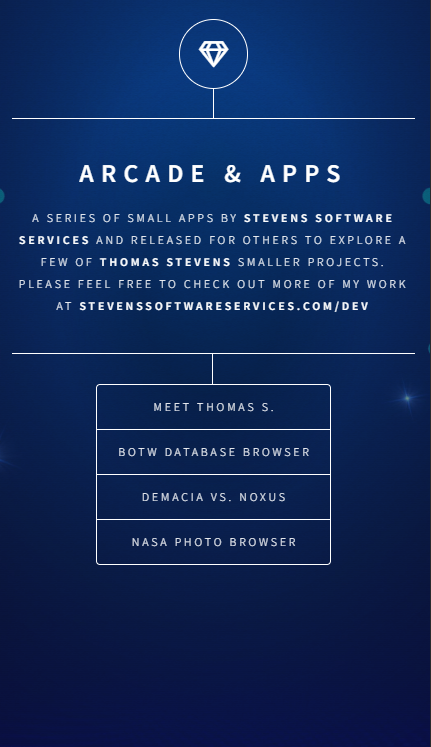 ARCADE & APPS
A SERIES OF SMALL APPS BY STEVENS SOFTWARE
SERVICES AND RELEASED FOR OTHERS TO EXPLORE A
FEW OF THOMAS STEVENS SMALLER PROJECTS.
PLEASE FEEL FREE TO CHECK OUT MORE OF MY WORK
AT STEVENSSOFTWARESERVICES.COM/DEV
MEET THOMAS S.
BOTW DATABASE BROWSER
DEMACIA VS. NOXUS
NASA PHOTO BROWSER